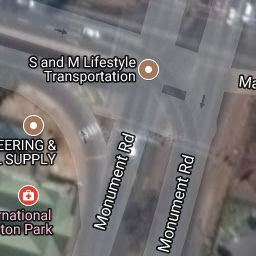 S and M Lifestyle
Transportation
Ma
EERING &
L SUPPLY
Monument Rd
Monument Rd
rnational
ton Park